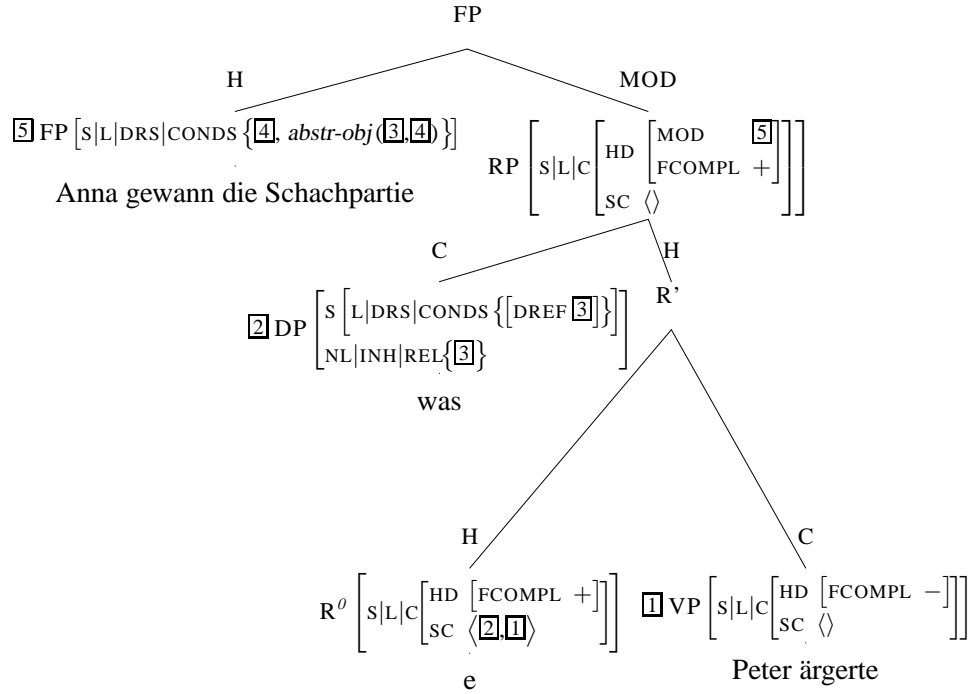 FP
H MOD
5 FP [S|L|DRS|CONDS {4, abstr-obj(3,4)}]
Anna gewann die Schachpartie
RP [S|L|C [HD [MOD 5
FCOMPL +]
SC ⟨⟩]]
C H
2 DP [S [L|DRS|CONDS {[DREF 3]}]
NL|INH|REL{3}]
was
R’
H C
R⁰ [S|L|C [HD [FCOMPL +]
SC ⟨2,1⟩]]
e
1 VP [S|L|C [HD [FCOMPL −]
SC ⟨⟩]]
Peter ärgerte